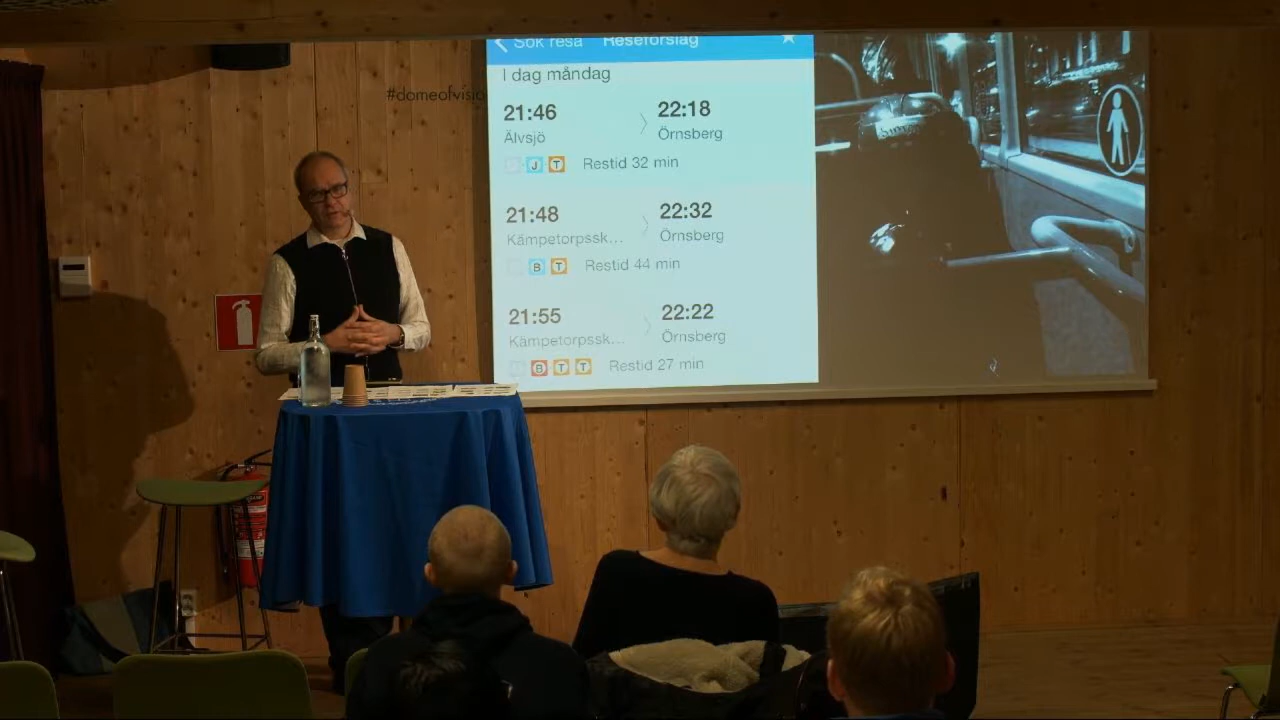 Sök resa Reseförslag
#domeofvisio
I dag måndag
21:46 22:18
Älvsjö Örnsberg
J T Restid 32 min
21:48 22:32
Kämpetorpssk... Örnsberg
B T Restid 44 min
21:55 22:22
Kämpetorpssk... Örnsberg
B T T Restid 27 min